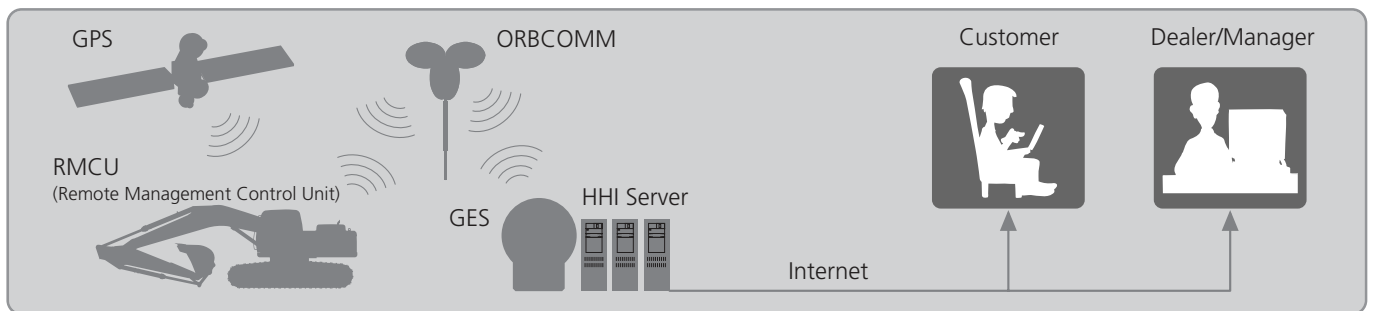 GPS
ORBCOMM
Customer
Dealer/Manager
RMCU
(Remote Management Control Unit)
GES
HHI Server
Internet